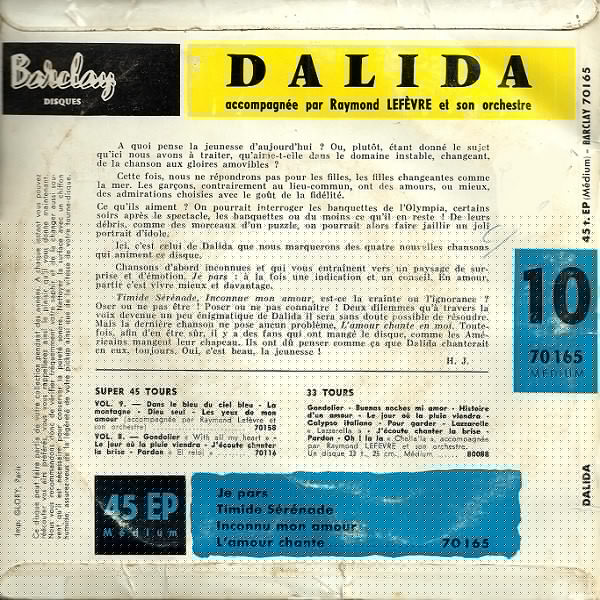 Barclay
DISQUES
DALIDA
accompagnée par Raymond LEFÈVRE et son orchestre
A quoi pense la jeunesse d'aujourd'hui ? Ou, plutôt, étant donné le sujet
qu'ici nous avons à traiter, qu'aime-t-elle dans le domaine instable, changeant,
de la chanson aux gloires amovibles ?
Cette fois, nous ne répondrons pas pour les filles, les filles changeantes comme
la mer. Les garçons, contrairement au lieu-commun, ont des amours, ou mieux,
des admirations choisies avec le goût de la fidélité.
Ce qu'ils aiment ? On pourrait interroger les banquettes de l'Olympia, certains
soirs après le spectacle, les banquettes ou du moins ce qu'il en reste ! De leurs
débris, comme des morceaux d'un puzzle, on pourrait alors faire jaillir un joli
portrait d'idole.
Ici, c'est celui de Dalida que nous marquerons des quatre nouvelles chansons
qui animent ce disque.
Chansons d'abord inconnues et qui vous entraînent vers un paysage de sur-
prise et d'émotion. Je pars : à la fois une indication et un conseil. En amour,
partir c'est vivre mieux et davantage.
Timide Sérénade, Inconnue mon amour, est-ce la crainte ou l'ignorance ?
Oser ou ne pas être ! Poser ou ne pas connaître ! Deux dilemmes qu'à travers la
voix devenue un peu énigmatique de Dalida il sera sans doute possible de résoudre.
Mais la dernière chanson ne pose aucun problème. L'amour chante en moi. Toute-
fois, afin d'en être sûr, il y a des fans qui ont mangé le disque, comme les Amé-
ricains mangent leur chapeau. Ils ont dû penser comme ça que Dalida chanterait
en eux, toujours. Oui, c'est beau, la jeunesse !
H. J.
SUPER 45 TOURS
VOL. 9. — Dans le bleu du ciel bleu - La
montagne - Dieu seul - Les yeux de mon
amour (accompagnée par Raymond Lefèvre et
son orchestre) 70158
VOL. 8. — Gondolier « With all my heart » -
Le jour où la pluie viendra - J'écoute chanter
la brise - Pardon « El reloj » 70116
33 TOURS
Gondolier - Buenas noches mi amor - Histoire
d'un amour - Le jour où la pluie viendra -
Calypso italiano - Pour garder - Lazzarelle
« Lazzarella » - J'écoute chanter la brise -
Pardon - Oh ! la la « Chella'lla », accompagnée
par Raymond LEFÈVRE et son orchestre.
Un disque 33 t. 25 cm. Médium 80088
45 EP
Médium
Je pars
Timide Sérénade
Inconnu mon amour
L'amour chante 70165
45 t. EP (Médium) - BARCLAY 70165
10
70165
MÉDIUM
DALIDA
Imp. GLORY, Paris